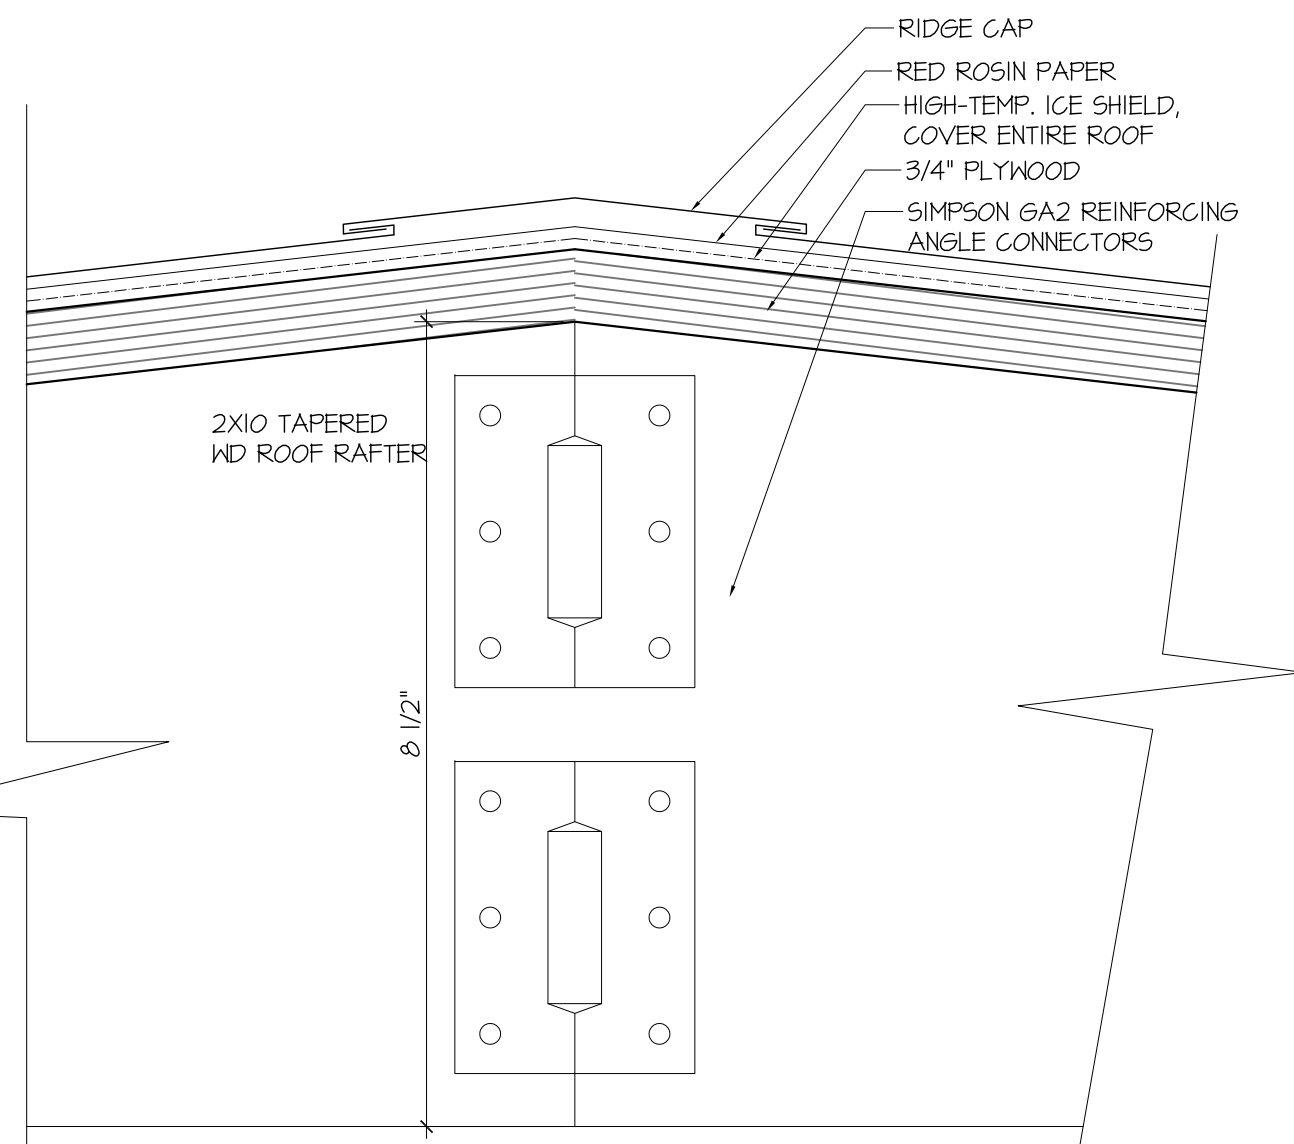 RIDGE CAP
RED ROSIN PAPER
HIGH-TEMP. ICE SHIELD,
COVER ENTIRE ROOF
3/4" PLYWOOD
SIMPSON GA2 REINFORCING
ANGLE CONNECTORS
2X10 TAPERED
WD ROOF RAFTER
8 1/2"